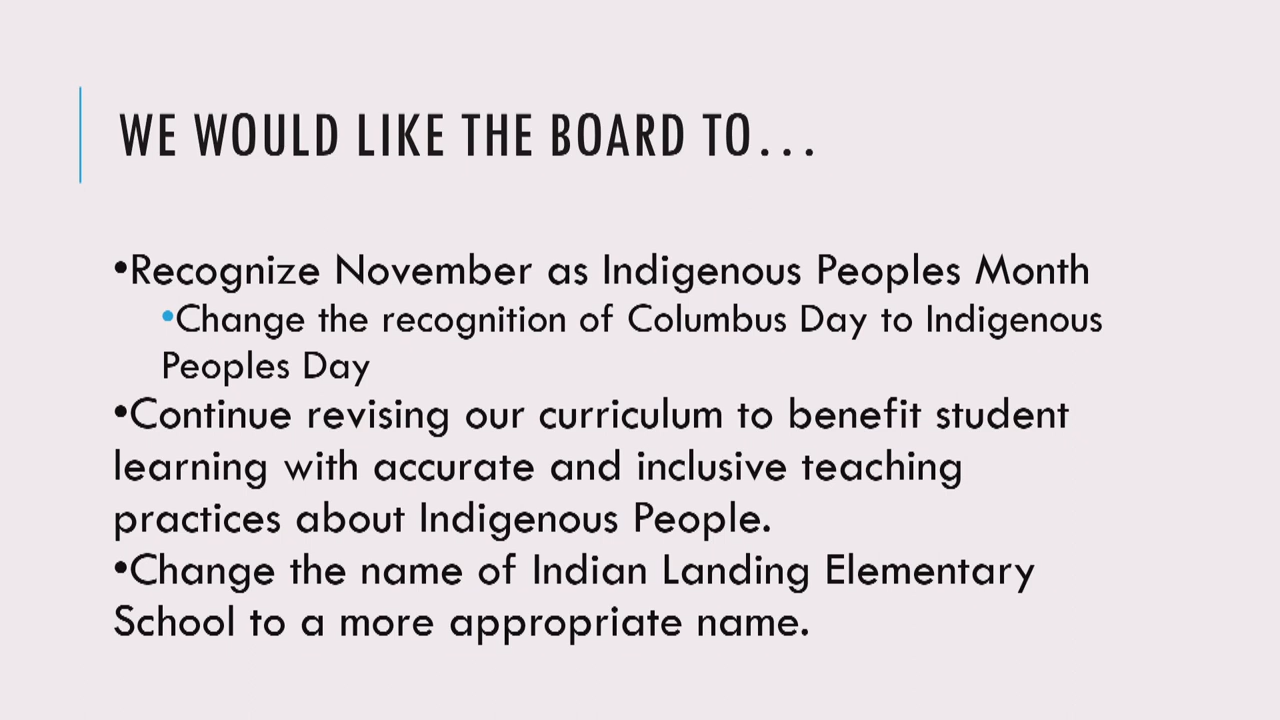 WE WOULD LIKE THE BOARD TO...
•Recognize November as Indigenous Peoples Month
•Change the recognition of Columbus Day to Indigenous
Peoples Day
•Continue revising our curriculum to benefit student
learning with accurate and inclusive teaching
practices about Indigenous People.
•Change the name of Indian Landing Elementary
School to a more appropriate name.